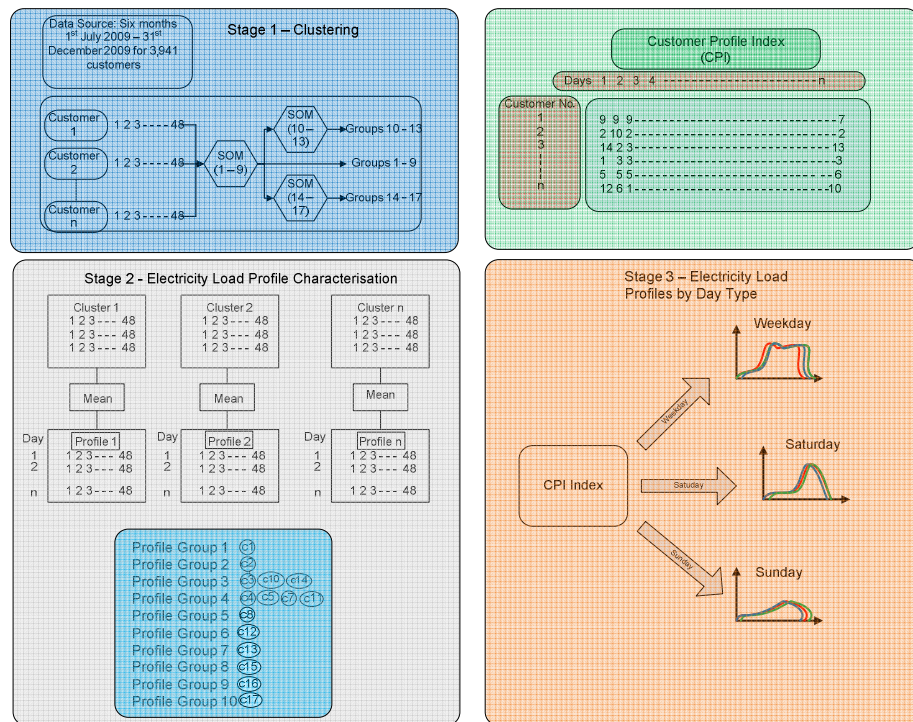 Data Source: Six months
1st July 2009 – 31st
December 2009 for 3,941
customers
Stage 1 – Clustering
Customer
1
1 2 3 - - - - 48
Customer
2
1 2 3 - - - - 48
Customer
n
1 2 3 - - - - 48
SOM
(1–9)
SOM
(10–
13)
SOM
(14–
17)
Groups 10 - 13
Groups 1 - 9
Groups 14 - 17
Customer Profile Index
(CPI)
Days 1 2 3 4 ---------------------------- n
Customer No.
1
2
3
n
9 9 9 ---------------------------- 7
2 10 2 ---------------------------- 2
14 2 3 ---------------------------- 13
1 3 3 ---------------------------- 3
5 5 5 ---------------------------- 6
12 6 1 ---------------------------- 10
Stage 2 - Electricity Load Profile Characterisation
Cluster 1
1 2 3 - - - 48
1 2 3 - - - 48
1 2 3 - - - 48
Cluster 2
1 2 3 - - - 48
1 2 3 - - - 48
1 2 3 - - - 48
Cluster n
1 2 3 - - - 48
1 2 3 - - - 48
1 2 3 - - - 48
Mean
Mean
Mean
Day
1
2
n
Profile 1
1 2 3 - - - 48
1 2 3 - - - 48
1 2 3 - - - 48
Day
1
2
n
Profile 2
1 2 3 - - - 48
1 2 3 - - - 48
1 2 3 - - - 48
Day
1
2
n
Profile n
1 2 3 - - - 48
1 2 3 - - - 48
1 2 3 - - - 48
Profile Group 1 c1
Profile Group 2 c2
Profile Group 3 c3 c10 c14
Profile Group 4 c4 c5 c7 c11
Profile Group 5 c8
Profile Group 6 c12
Profile Group 7 c13
Profile Group 8 c15
Profile Group 9 c16
Profile Group 10 c17
Stage 3 – Electricity Load
Profiles by Day Type
CPI Index
Weekday
Satuday
Sunday
Weekday
Saturday
Sunday